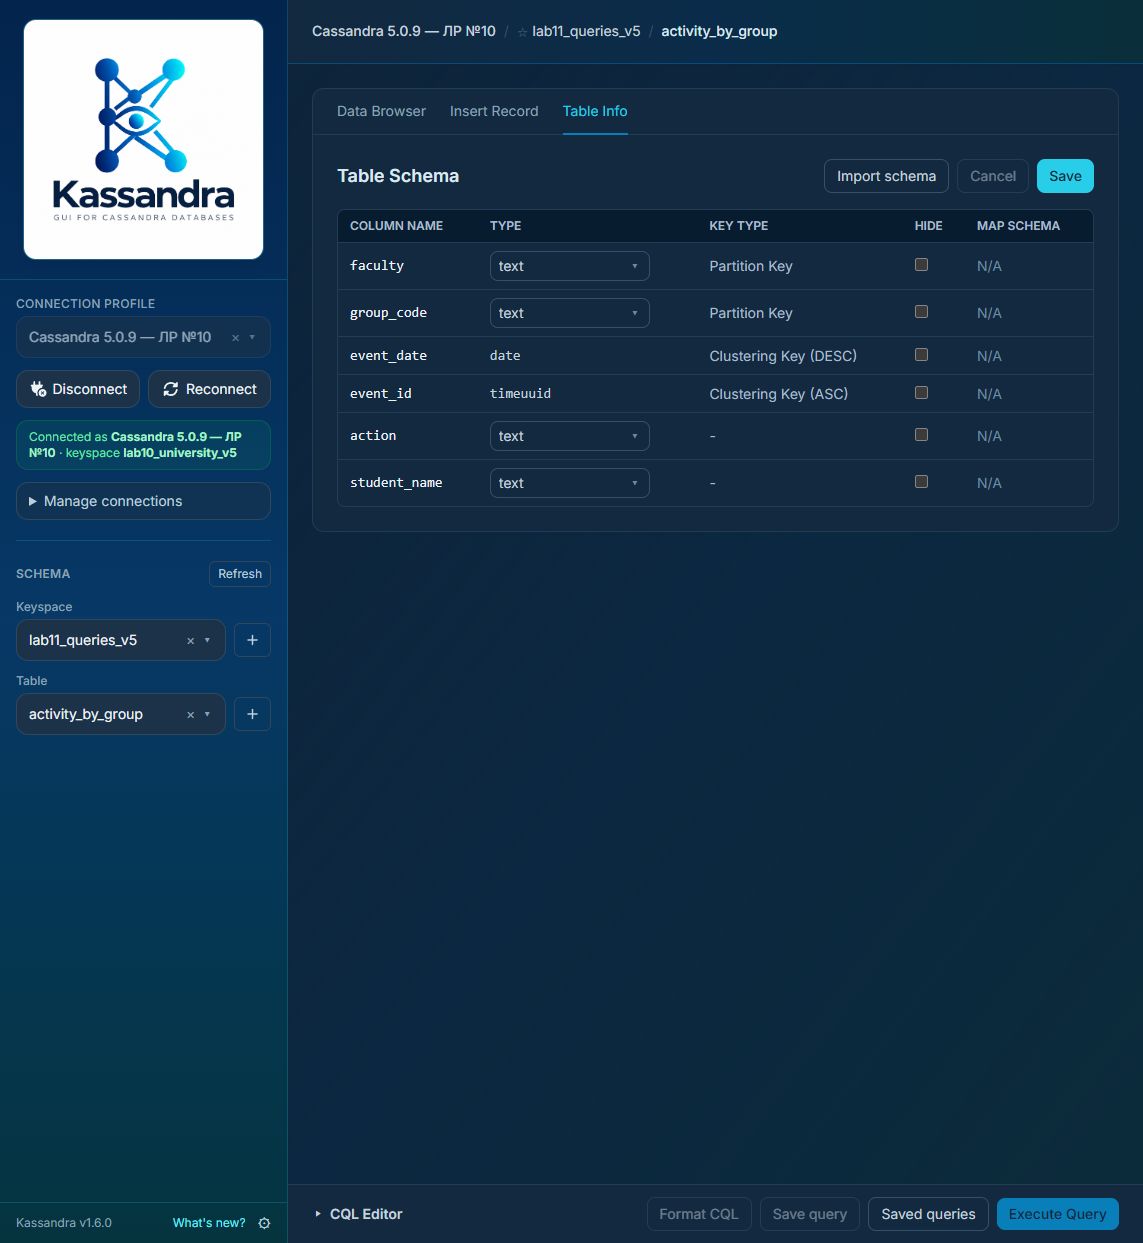 Kassandra
GUI FOR CASSANDRA DATABASES
CONNECTION PROFILE
Cassandra 5.0.9 — ЛР №10
Disconnect
Reconnect
Connected as Cassandra 5.0.9 — ЛР
№10 · keyspace lab10_university_v5
Manage connections
SCHEMA
Refresh
Keyspace
lab11_queries_v5
Table
activity_by_group
Kassandra v1.6.0
What's new?
Cassandra 5.0.9 — ЛР №10 / ☆ lab11_queries_v5 / activity_by_group
Data Browser Insert Record Table Info
Table Schema
Import schema Cancel Save
COLUMN NAME TYPE KEY TYPE HIDE MAP SCHEMA
faculty text Partition Key N/A
group_code text Partition Key N/A
event_date date Clustering Key (DESC) N/A
event_id timeuuid Clustering Key (ASC) N/A
action text - N/A
student_name text - N/A
CQL Editor
Format CQL Save query Saved queries Execute Query